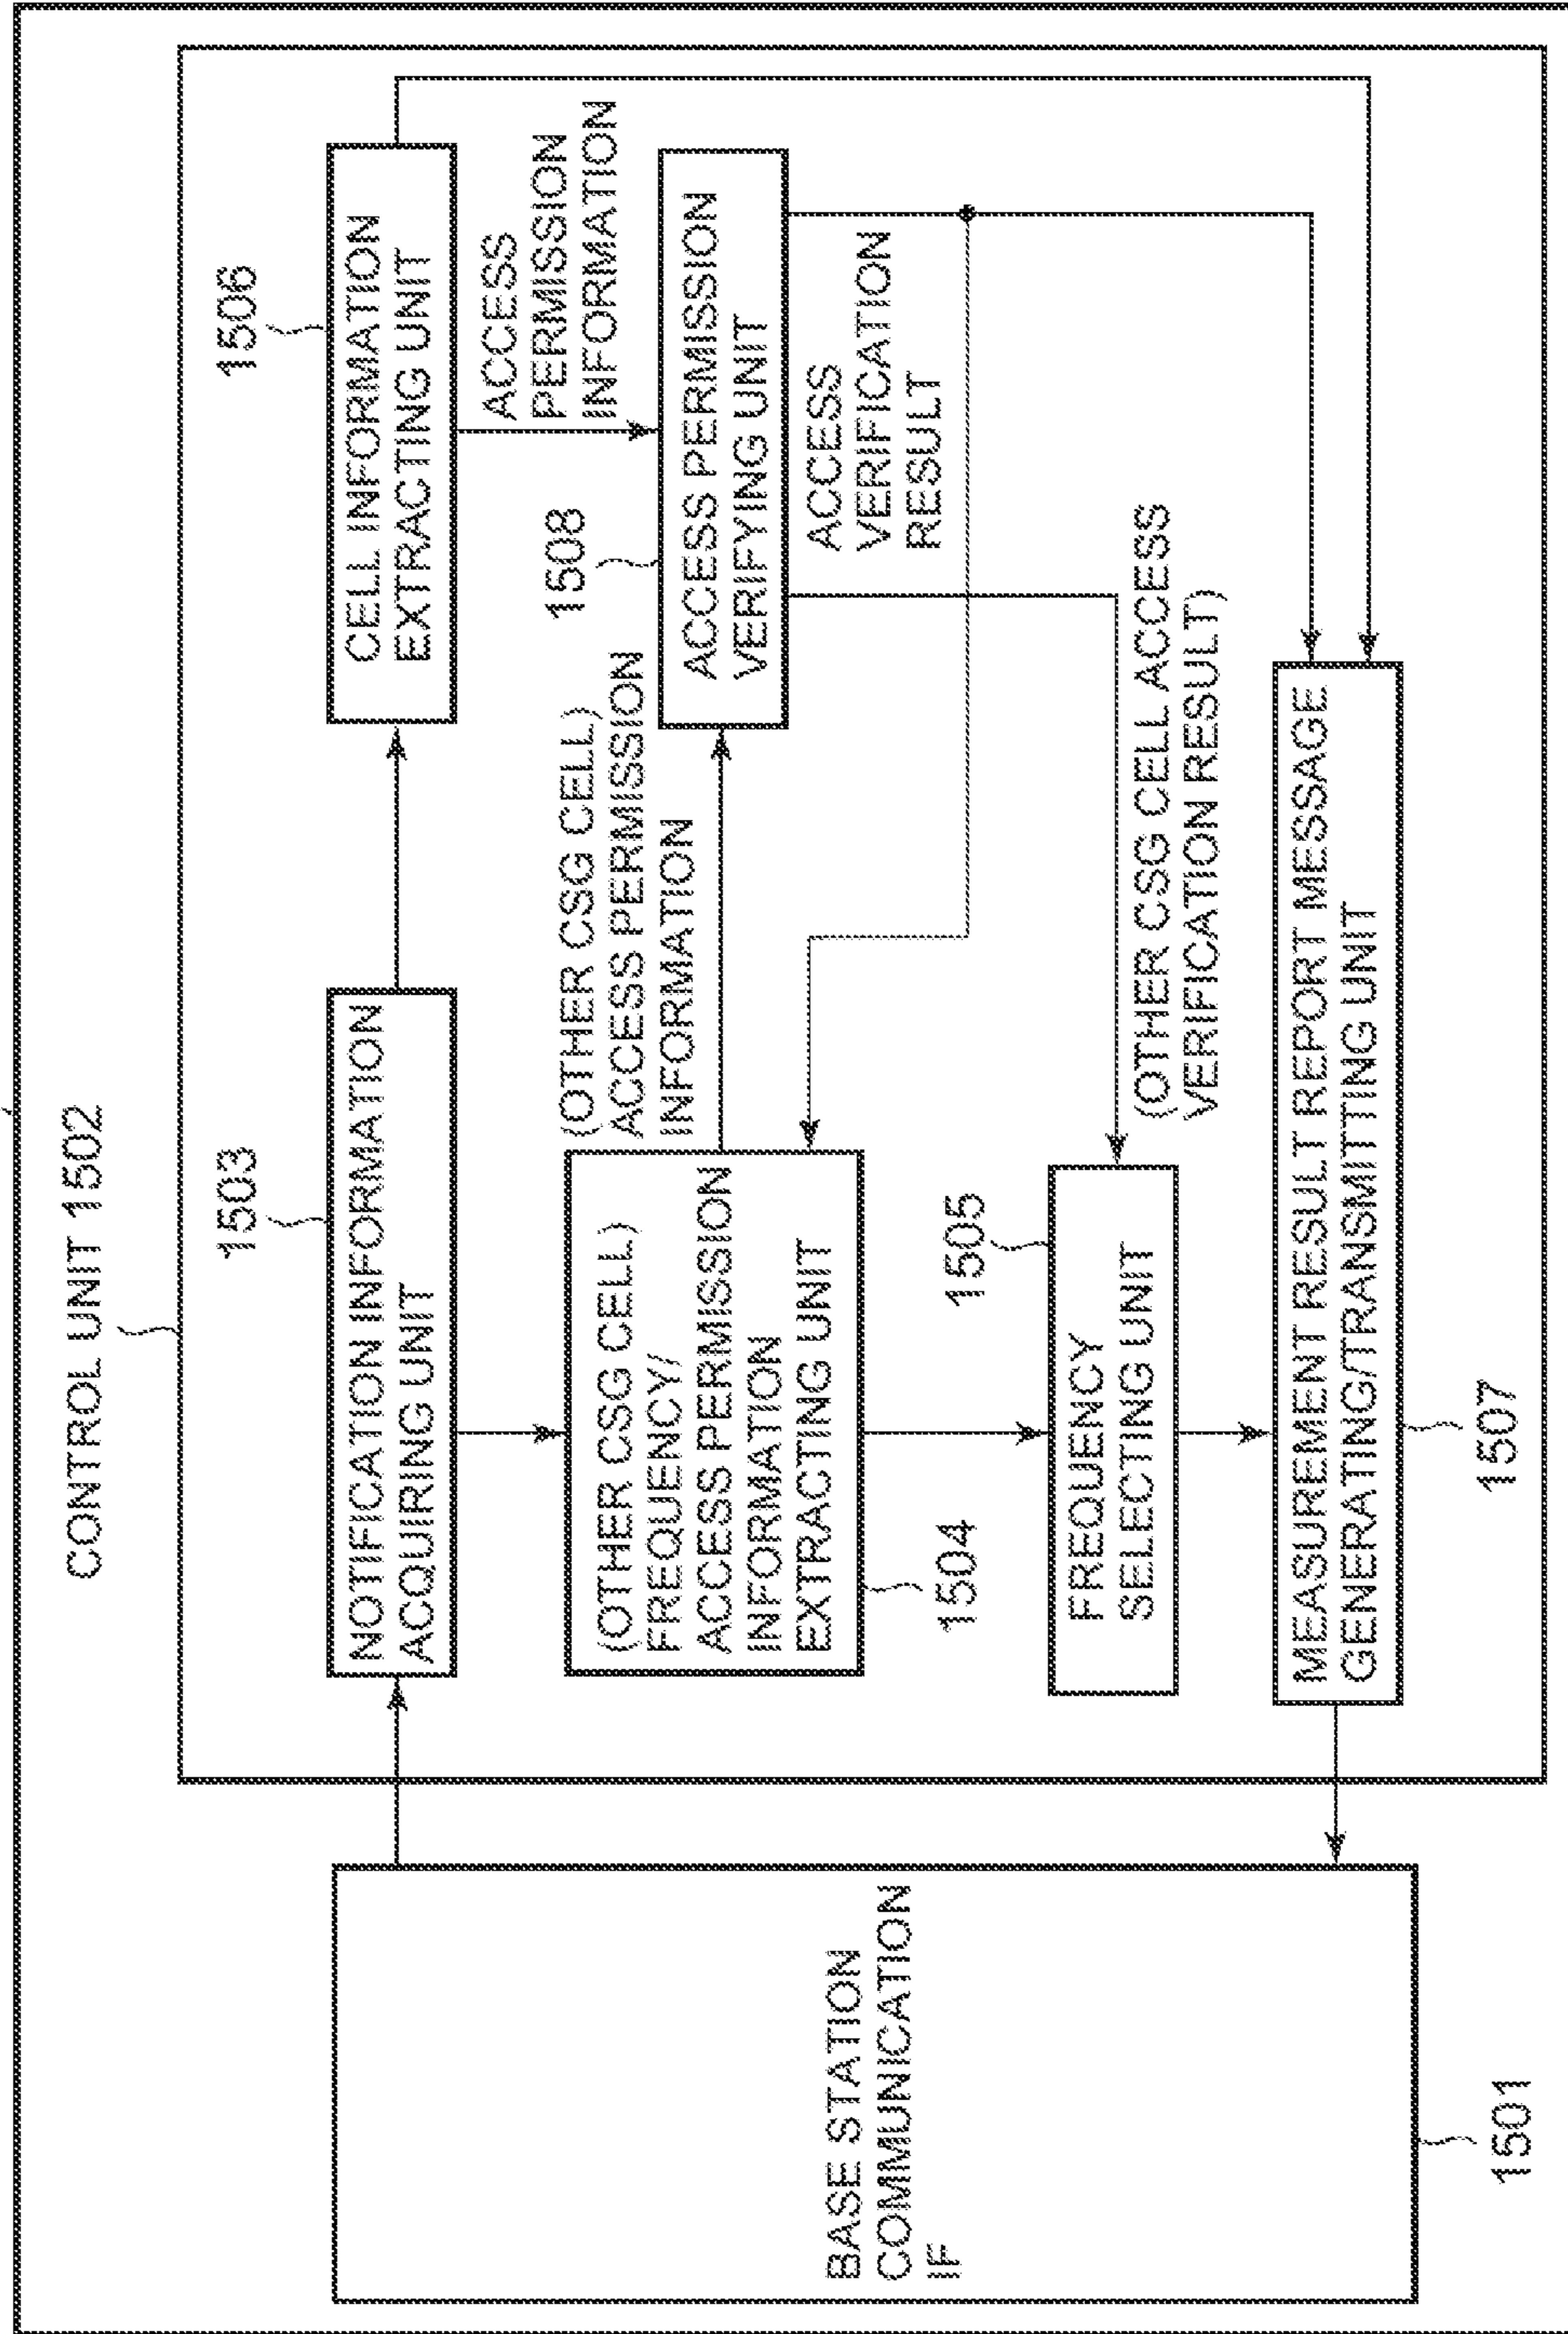 CONTROL UNIT 1502
1503
NOTIFICATION INFORMATION
ACQUIRING UNIT
1506
CELL INFORMATION
EXTRACTING UNIT
ACCESS
PERMISSION
INFORMATION
(OTHER CSG CELL)
ACCESS PERMISSION
INFORMATION
1508
ACCESS PERMISSION
VERIFYING UNIT
(OTHER CSG CELL)
FREQUENCY/
ACCESS PERMISSION
INFORMATION
EXTRACTING UNIT
1504
ACCESS
VERIFICATION
RESULT
1505
FREQUENCY
SELECTING UNIT
(OTHER CSG CELL ACCESS
VERIFICATION RESULT)
MEASUREMENT RESULT REPORT MESSAGE
GENERATING/TRANSMITTING UNIT
1507
BASE STATION
COMMUNICATION
IF
1501